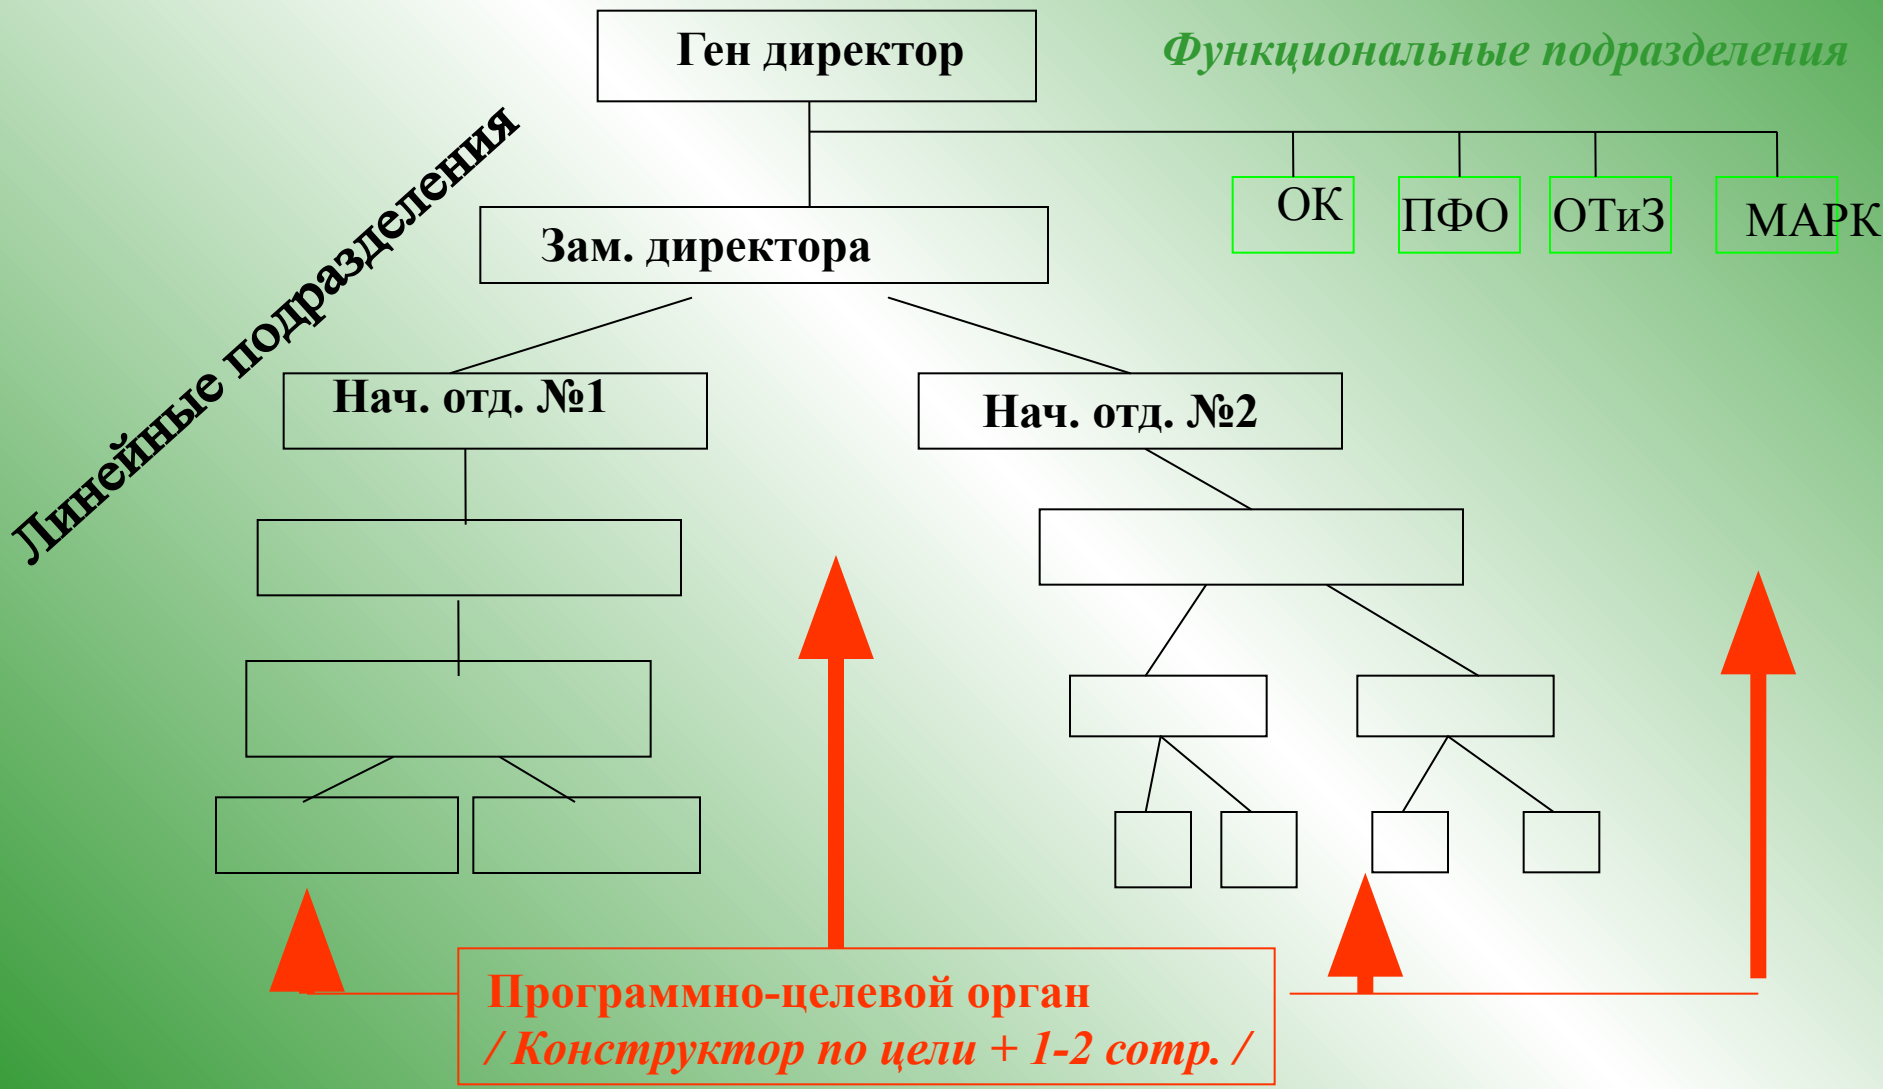 Ген директор
Функциональные подразделения
Линейные подразделения
ОК
ПФО
ОТиЗ
МАРК
Зам. директора
Нач. отд. №1
Нач. отд. №2
Программно-целевой орган
/ Конструктор по цели + 1-2 сотр. /